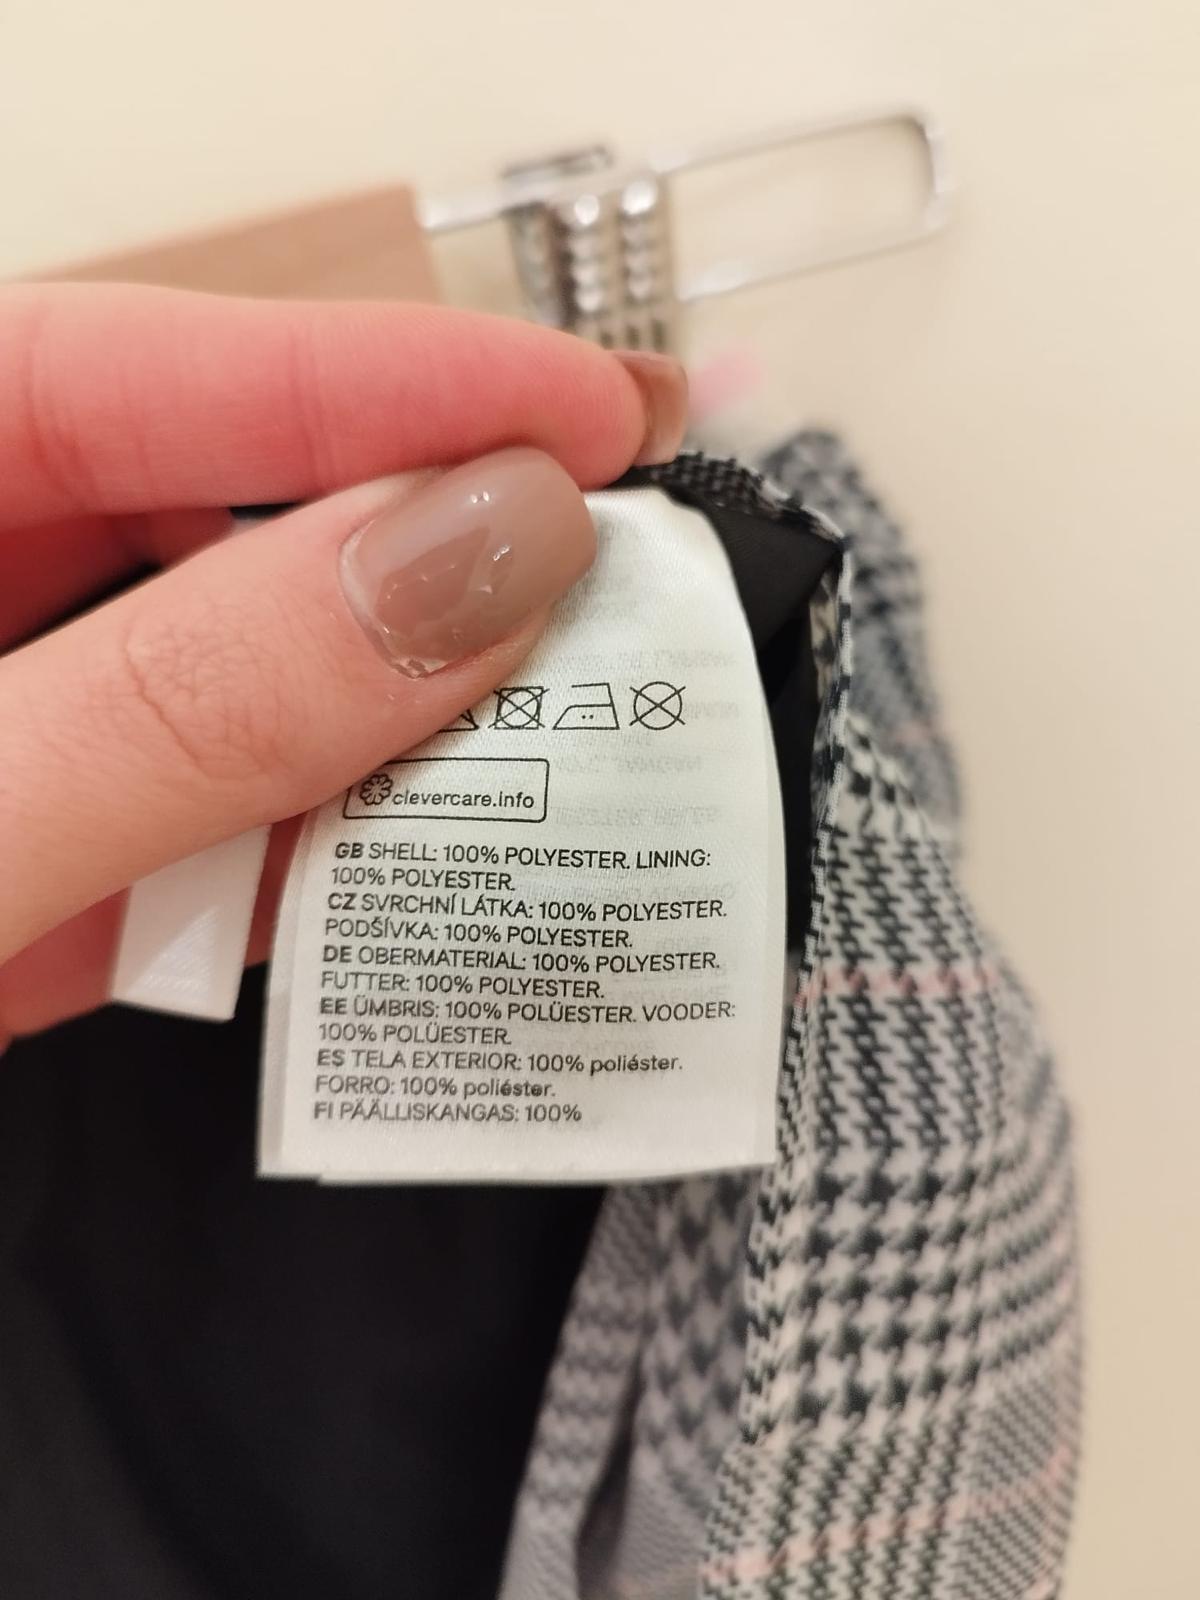 clevercare.info
GB SHELL: 100% POLYESTER. LINING:
100% POLYESTER.
CZ SVRCHNÍ LÁTKA: 100% POLYESTER.
PODŠÍVKA: 100% POLYESTER.
DE OBERMATERIAL: 100% POLYESTER.
FUTTER: 100% POLYESTER.
EE ÜMBRIS: 100% POLÜESTER. VOODER:
100% POLÜESTER.
ES TELA EXTERIOR: 100% poliéster.
FORRO: 100% poliéster.
FI PÄÄLLISKANGAS: 100%